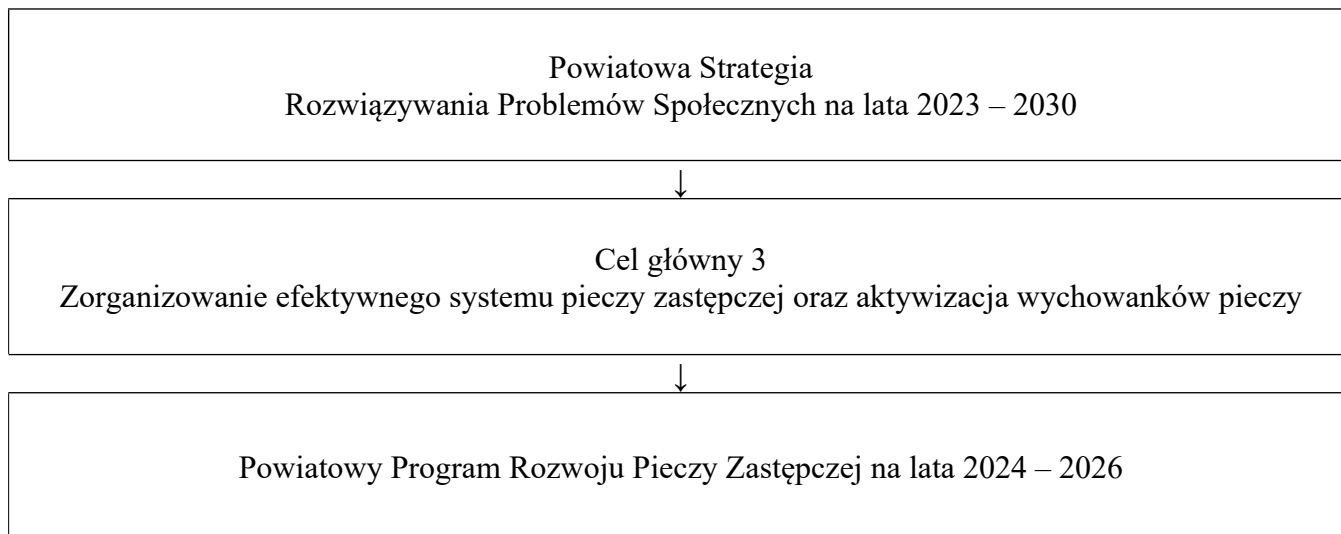 Powiatowa Strategia
Rozwiązywania Problemów Społecznych na lata 2023 – 2030
↓
Cel główny 3
Zorganizowanie efektywnego systemu pieczy zastępczej oraz aktywizacja wychowanków pieczy
↓
Powiatowy Program Rozwoju Pieczy Zastępczej na lata 2024 – 2026